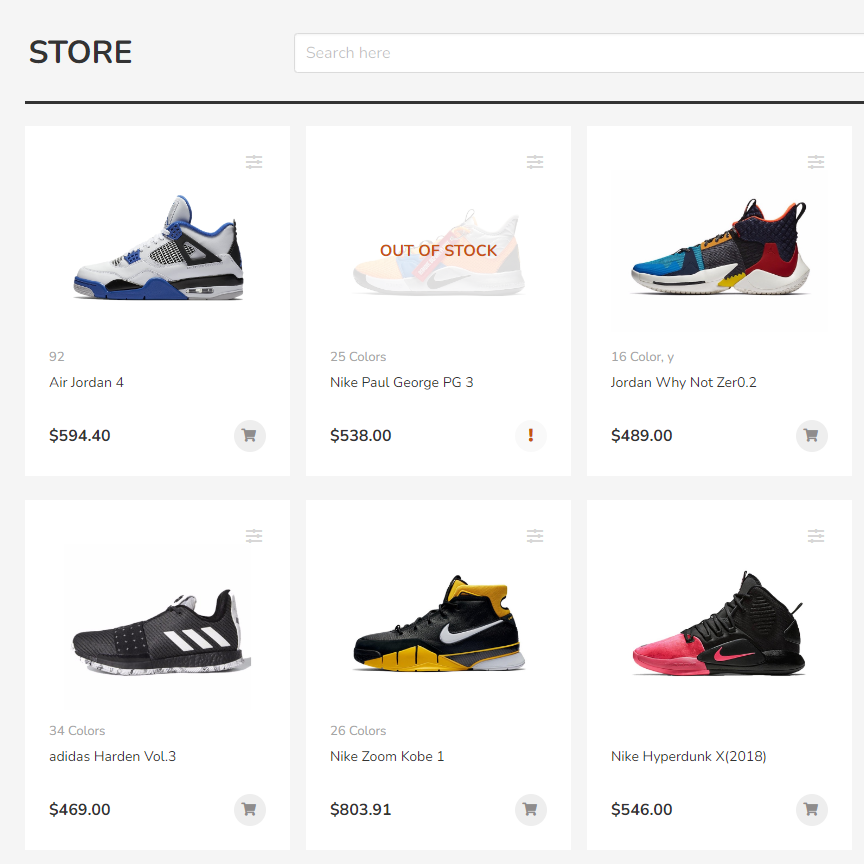 STORE
Search here
OUT OF STOCK
92
25 Colors
16 Color, y
Air Jordan 4
Nike Paul George PG 3
Jordan Why Not Zer0.2
$594.40
$538.00
!
$489.00
34 Colors
26 Colors
adidas Harden Vol.3
Nike Zoom Kobe 1
Nike Hyperdunk X(2018)
$469.00
$803.91
$546.00